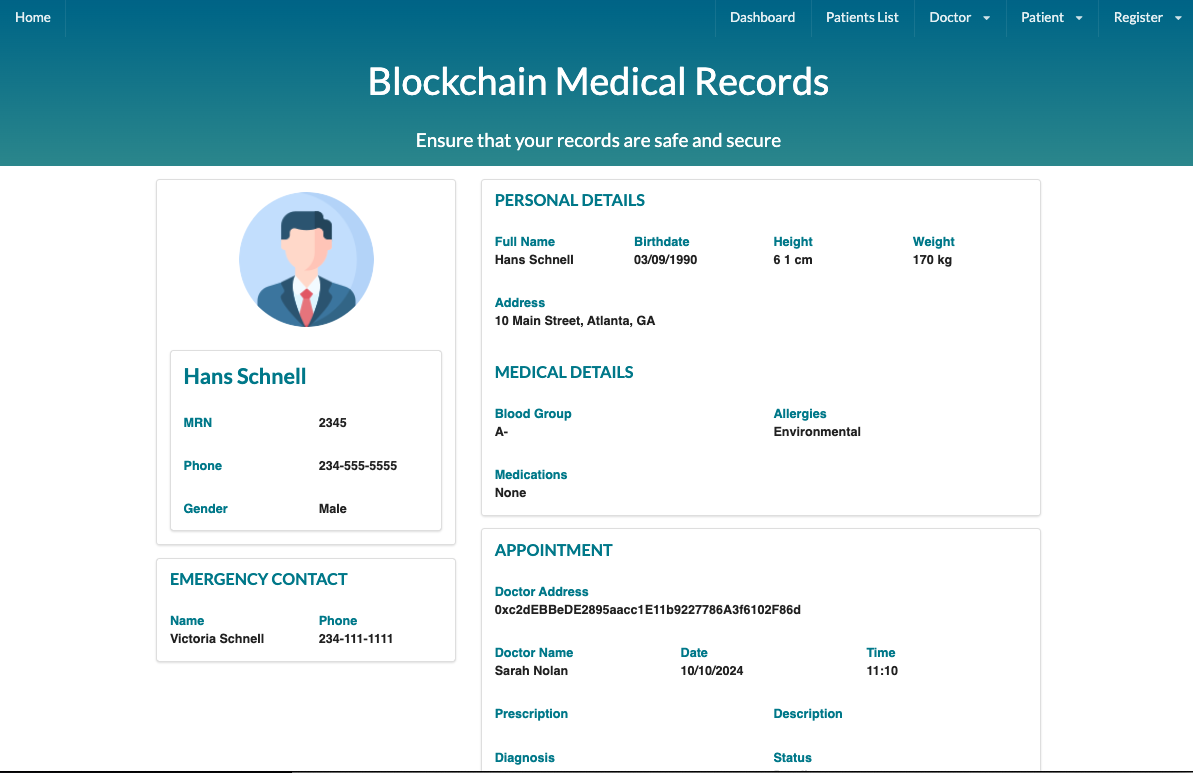 Home Dashboard Patients List Doctor Patient Register
Blockchain Medical Records
Ensure that your records are safe and secure
Hans Schnell
MRN 2345
Phone 234-555-5555
Gender Male
EMERGENCY CONTACT
Name Phone
Victoria Schnell 234-111-1111
PERSONAL DETAILS
Full Name Birthdate Height Weight
Hans Schnell 03/09/1990 6 1 cm 170 kg
Address
10 Main Street, Atlanta, GA
MEDICAL DETAILS
Blood Group Allergies
A- Environmental
Medications
None
APPOINTMENT
Doctor Address
0xc2dEBBeDE2895aacc1E11b9227786A3f6102F86d
Doctor Name Date Time
Sarah Nolan 10/10/2024 11:10
Prescription Description
Diagnosis Status